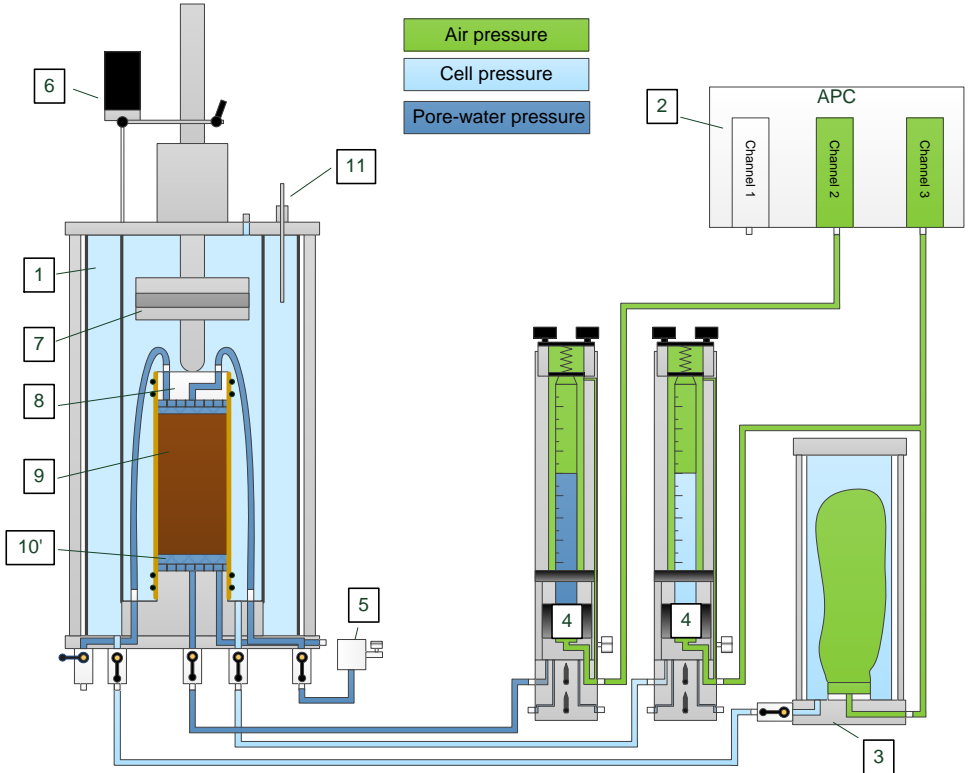 Air pressure
Cell pressure
Pore-water pressure
APC
Channel 1
Channel 2
Channel 3
6
2
11
1
7
8
9
10'
5
4
4
3